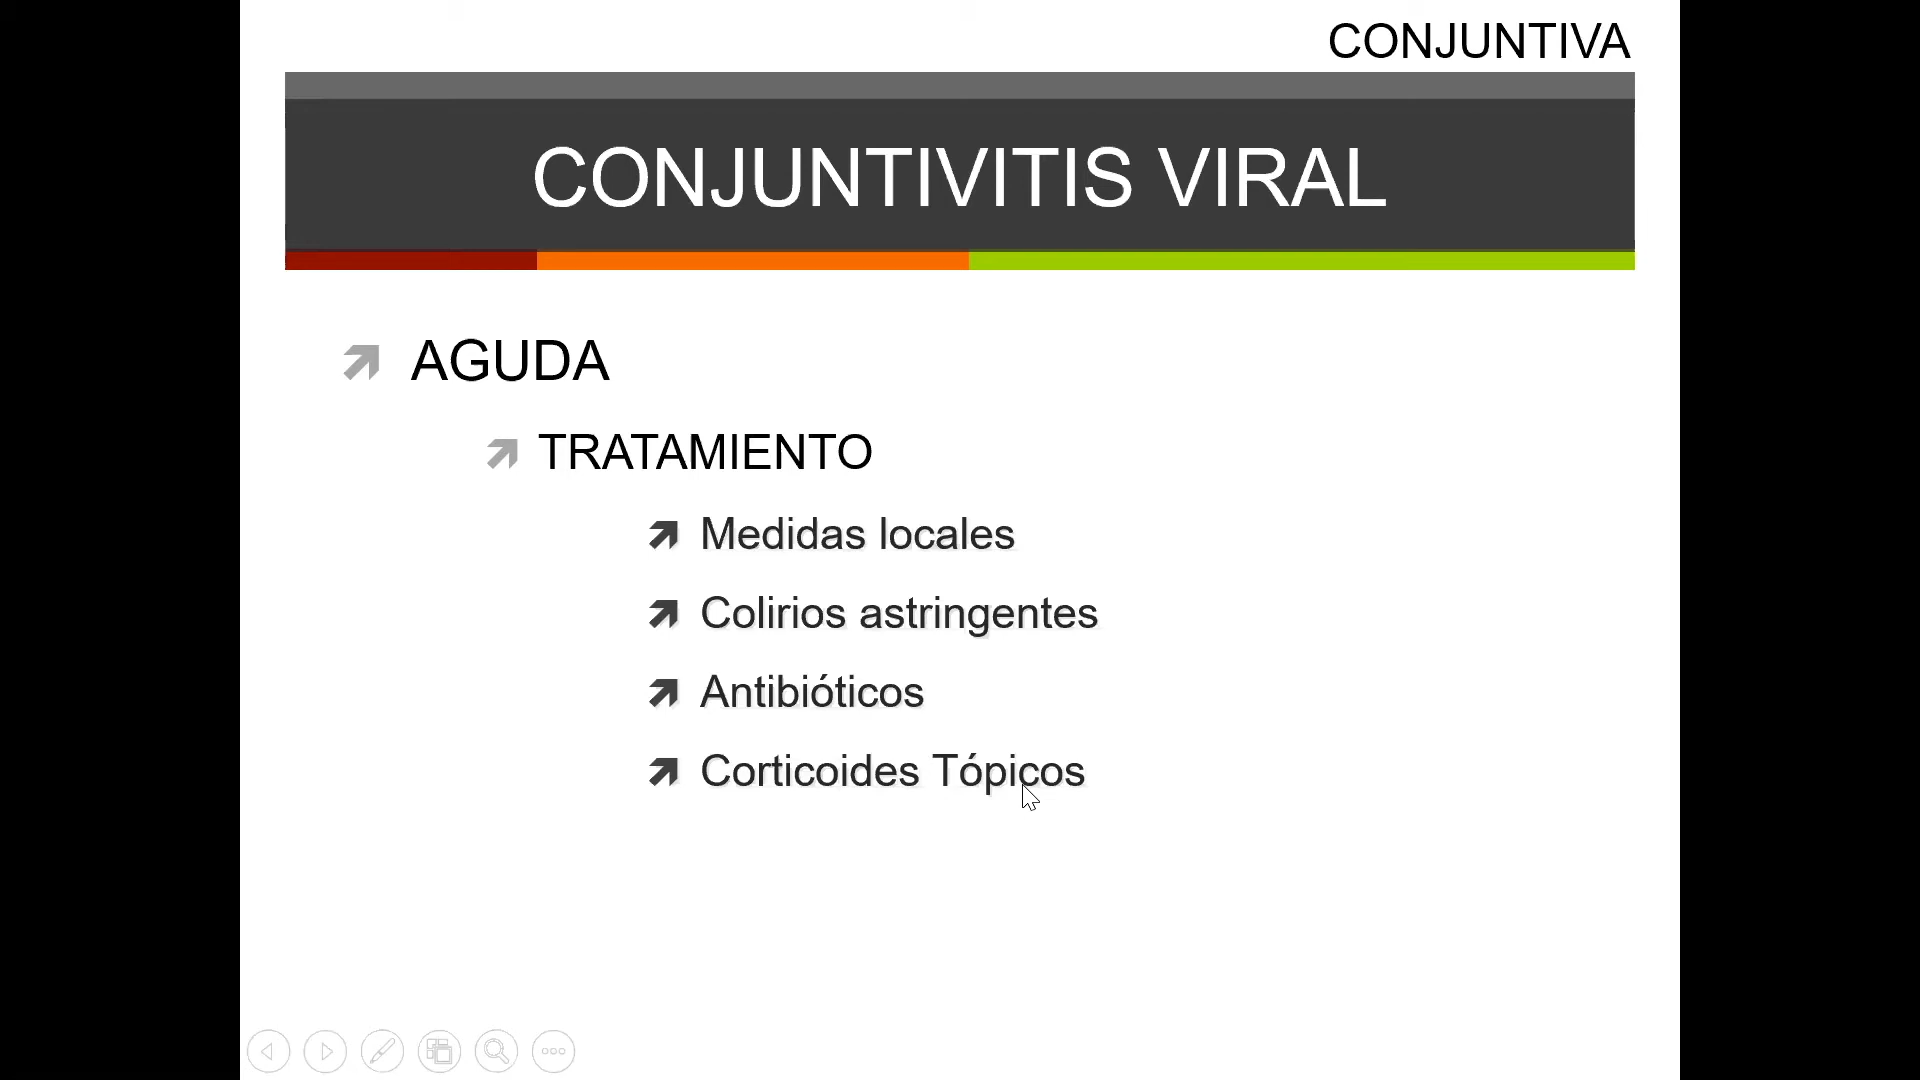 CONJUNTIVA
CONJUNTIVITIS VIRAL
AGUDA
TRATAMIENTO
Medidas locales
Colirios astringentes
Antibióticos
Corticoides Tópicos